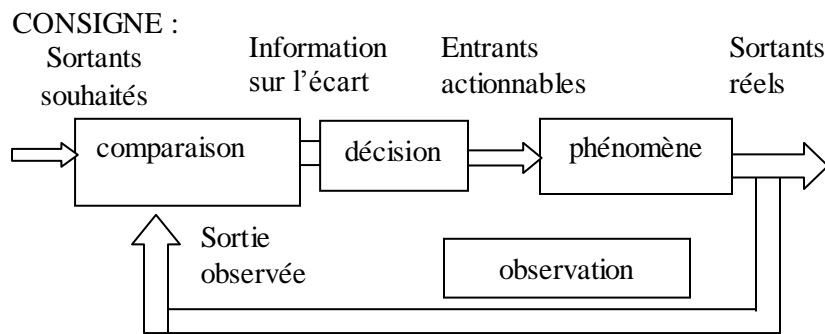 CONSIGNE :
Sortants
souhaités
Information
sur l'écart
Entrants
actionnables
Sortants
réels
comparaison
décision
phénomène
Sortie
observée
observation